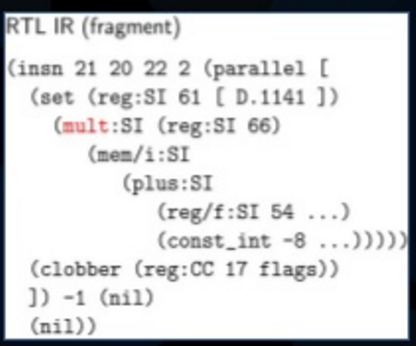 RTL IR (fragment)
(insn 21 20 22 2 (parallel [
(set (reg:SI 61 [ D.1141 ])
(mult:SI (reg:SI 66)
(mem/i:SI
(plus:SI
(reg/f:SI 54 ...)
(const_int -8 ...)))))
(clobber (reg:CC 17 flags))
]) -1 (nil)
(nil))